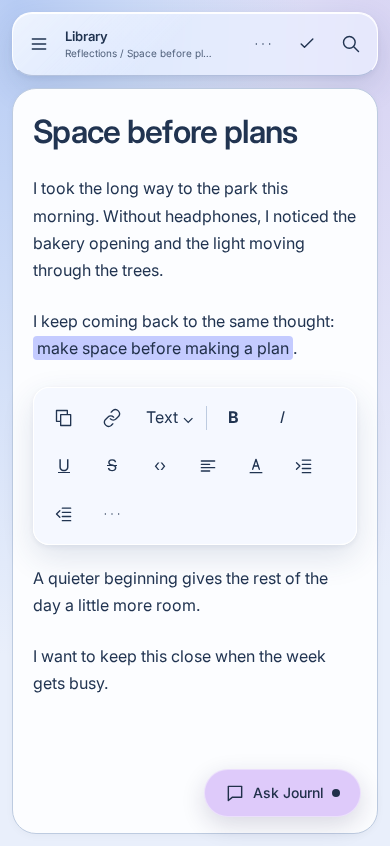 Library
Reflections / Space before pl...
Space before plans
I took the long way to the park this
morning. Without headphones, I noticed the
bakery opening and the light moving
through the trees.
I keep coming back to the same thought:
make space before making a plan.
Text
B I
U S A
A quieter beginning gives the rest of the
day a little more room.
I want to keep this close when the week
gets busy.
Ask Journl